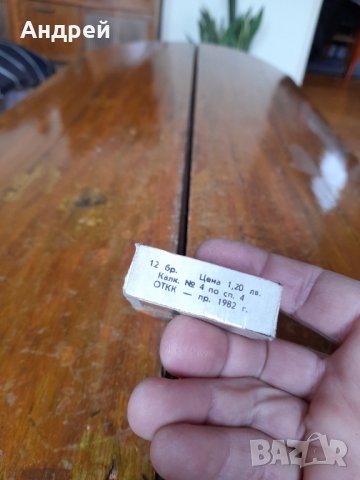 Андрей
12 бр. Цена 1,20 лв.
Калк. № 4 по сп. 4
ОТКК — пр. 1982 г.
BAZAR